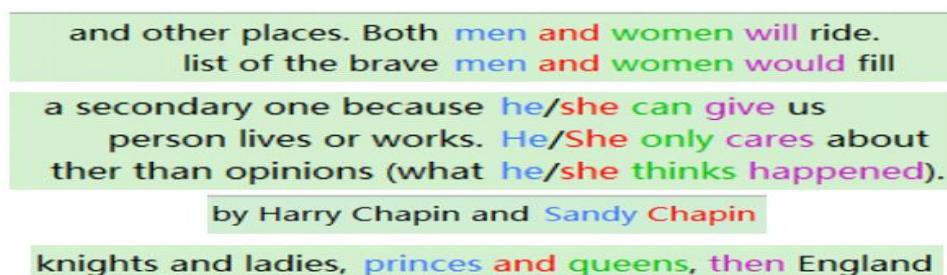 and other places. Both men and women will ride.
list of the brave men and women would fill
a secondary one because he/she can give us
person lives or works. He/She only cares about
ther than opinions (what he/she thinks happened).
by Harry Chapin and Sandy Chapin
knights and ladies, princes and queens, then England